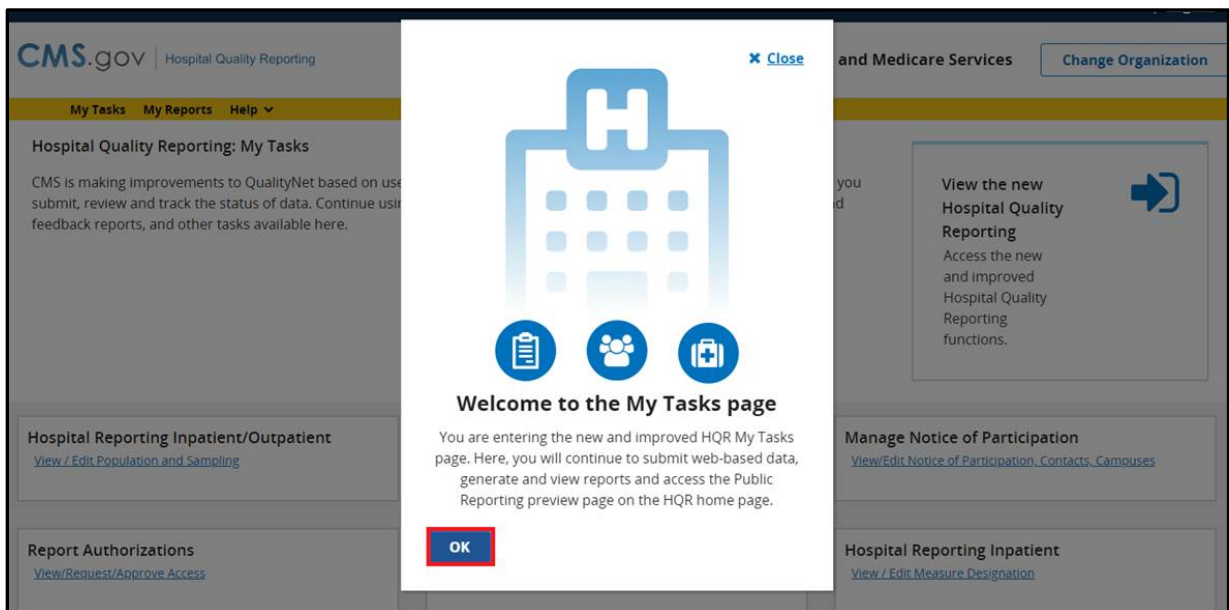 CMS.gov | Hospital Quality Reporting
and Medicare Services
Change Organization
My Tasks My Reports Help
Hospital Quality Reporting: My Tasks
CMS is making improvements to QualityNet based on
submit, review and track the status of data. Continue
feedback reports, and other tasks available here.
you
View the new
Hospital Quality
Reporting
Access the new
and improved
Hospital Quality
Reporting
functions.
Close
H
Welcome to the My Tasks page
You are entering the new and improved HQR My Tasks
page. Here, you will continue to submit web-based data,
generate and view reports and access the Public
Reporting preview page on the HQR home page.
OK
Hospital Reporting Inpatient/Outpatient
View / Edit Population and Sampling
Manage Notice of Participation
View/Edit Notice of Participation, Contacts, Campuses
Report Authorizations
View/Request/Approve Access
Hospital Reporting Inpatient
View / Edit Measure Designation